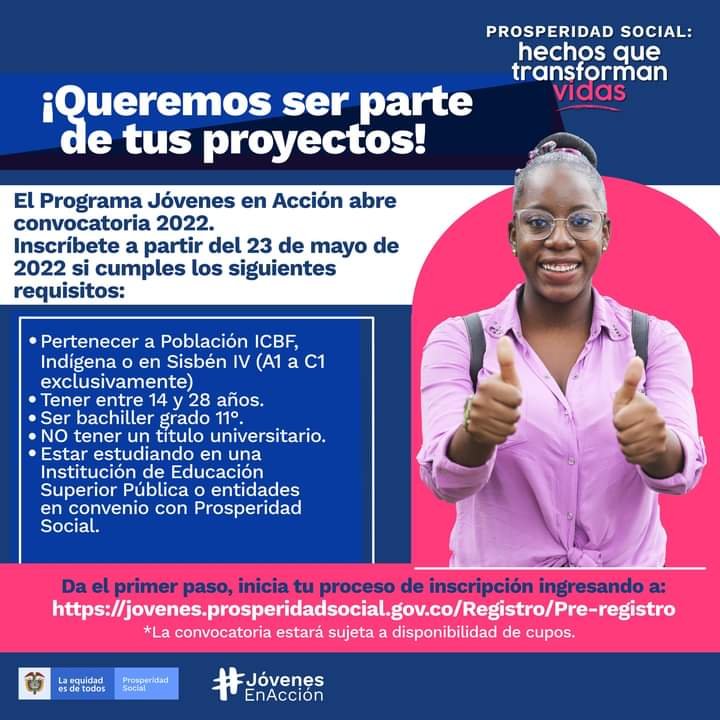 PROSPERIDAD SOCIAL:
hechos que
transforman
vidas
¡Queremos ser parte
de tus proyectos!
El Programa Jóvenes en Acción abre
convocatoria 2022.
Inscríbete a partir del 23 de mayo de
2022 si cumples los siguientes
requisitos:
• Pertenecer a Población ICBF,
Indígena o en Sisbén IV (A1 a C1
exclusivamente)
• Tener entre 14 y 28 años.
• Ser bachiller grado 11°.
• NO tener un título universitario.
• Estar estudiando en una
Institución de Educación
Superior Pública o entidades
en convenio con Prosperidad
Social.
Da el primer paso, inicia tu proceso de inscripción ingresando a:
https://jovenes.prosperidadsocial.gov.co/Registro/Pre-registro
*La convocatoria estará sujeta a disponibilidad de cupos.
La equidad
es de todos
Prosperidad
Social
#Jóvenes
EnAcción